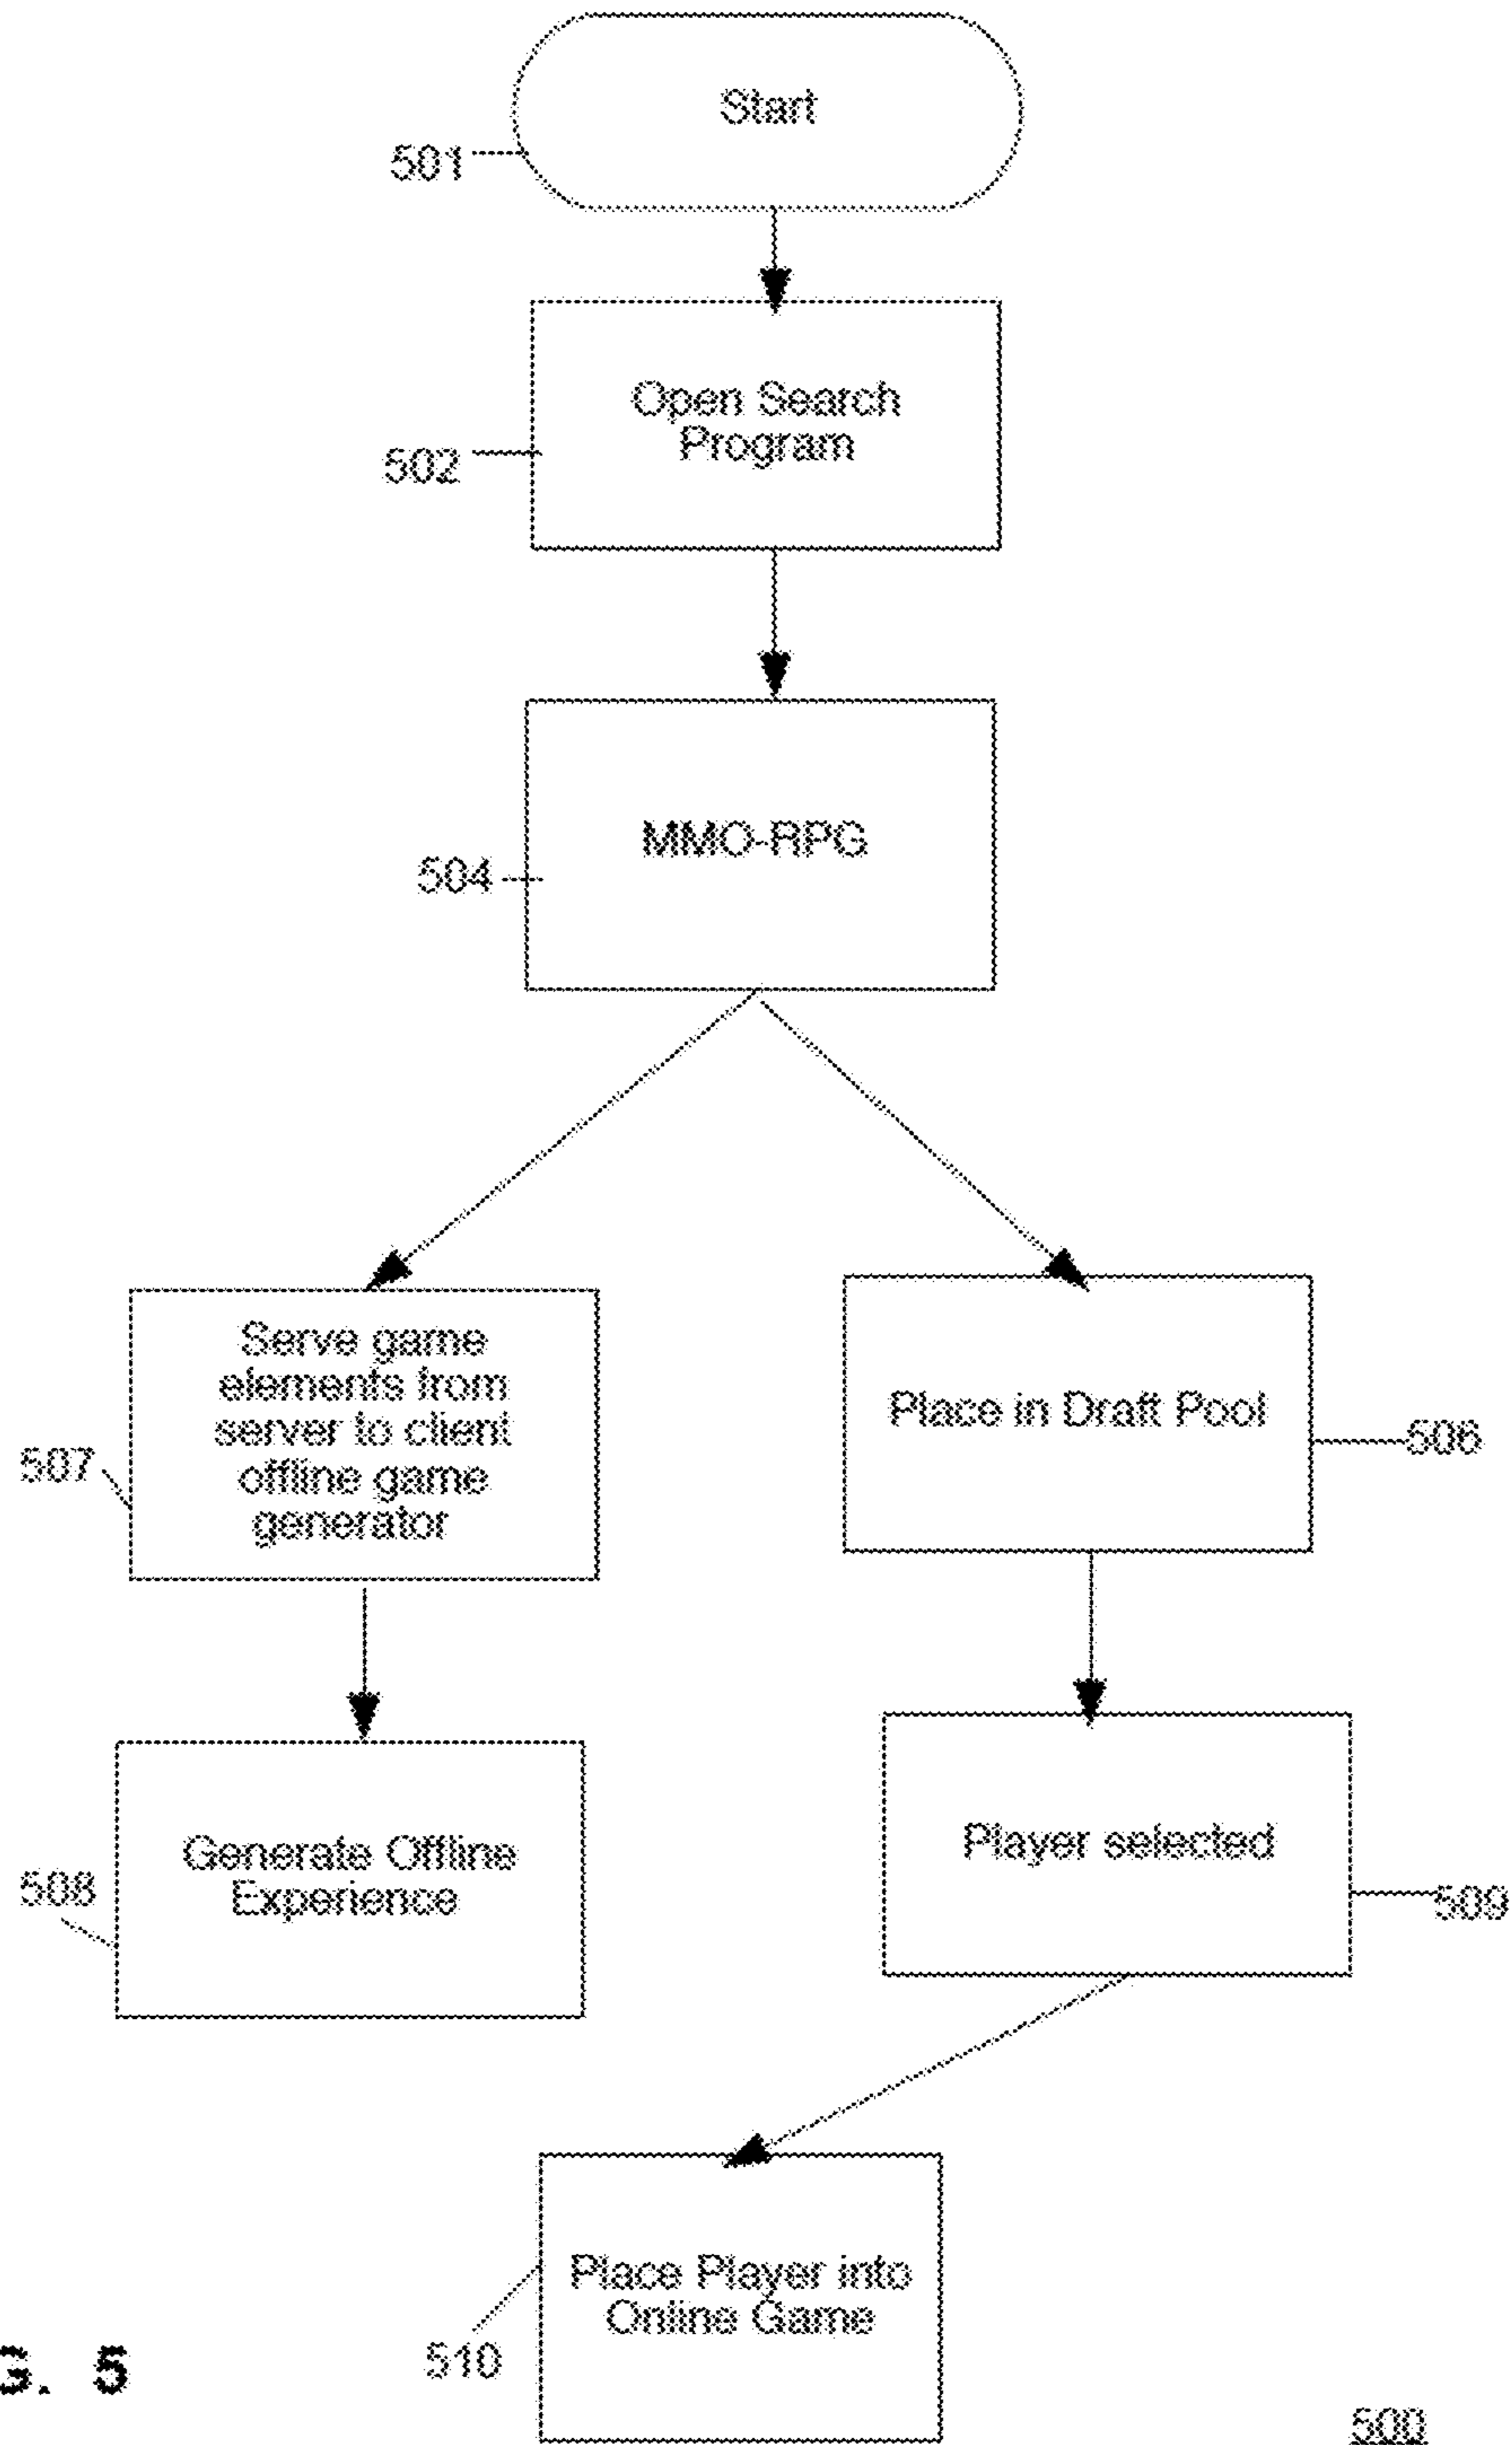 Start
501
Open Search
Program
502
MMO-RPG
504
Serve game
elements from
server to client
offline game
generator
507
Place in Draft Pool
506
Generate Offline
Experience
508
Player selected
509
Place Player into
Online Game
510
G. 5
500